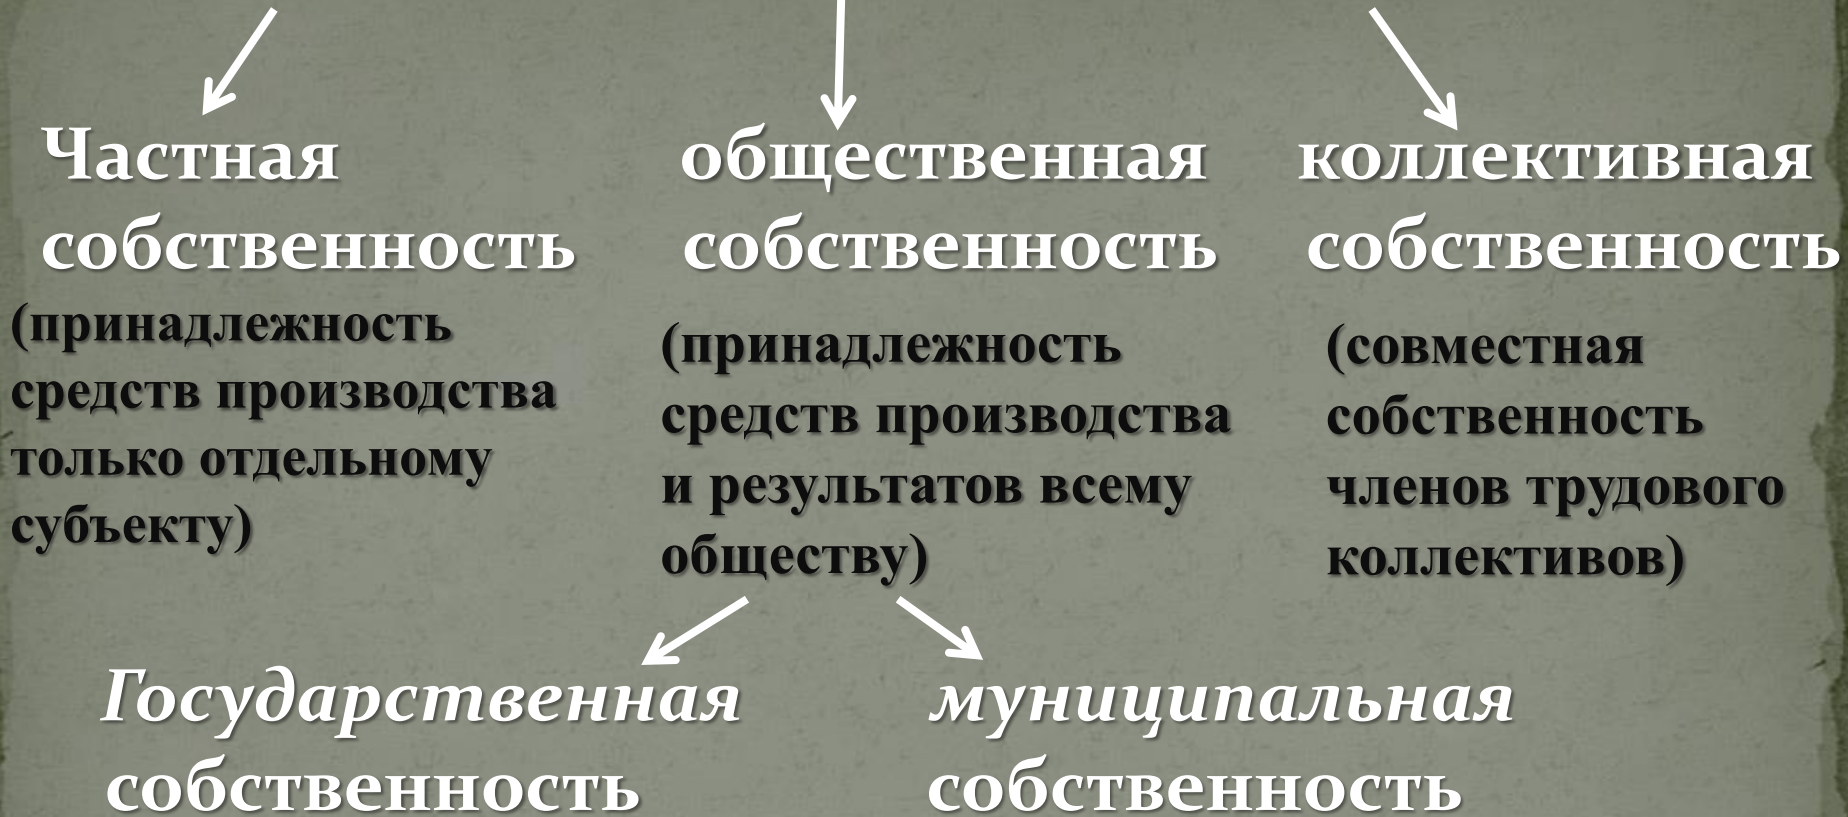 Частная
собственность
(принадлежность
средств производства
только отдельному
субъекту)
общественная
собственность
(принадлежность
средств производства
и результатов всему
обществу)
коллективная
собственность
(совместная
собственность
членов трудового
коллективов)
Государственная
собственность
муниципальная
собственность